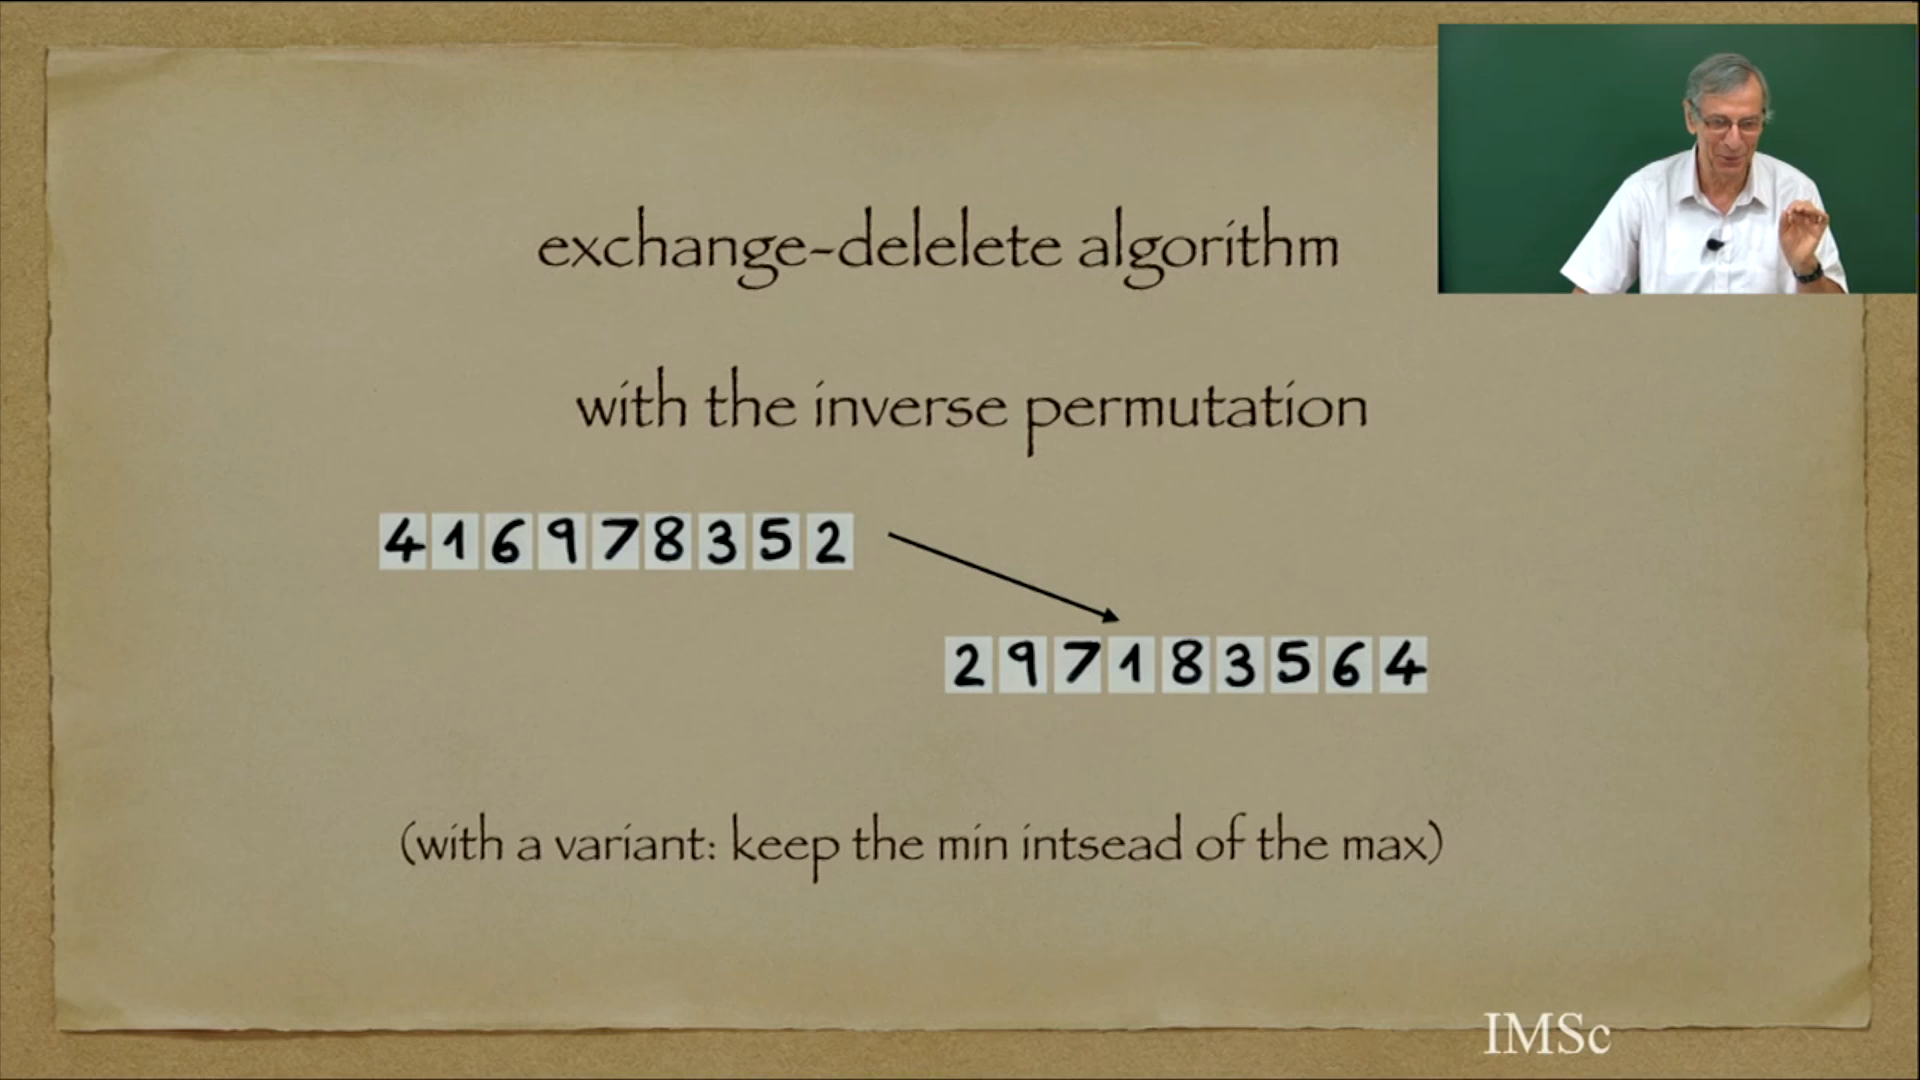 exchange-delelete algorithm
with the inverse permutation
4 1 6 9 7 8 3 5 2
2 9 7 1 8 3 5 6 4
(with a variant: keep the min intsead of the max)
IMSc